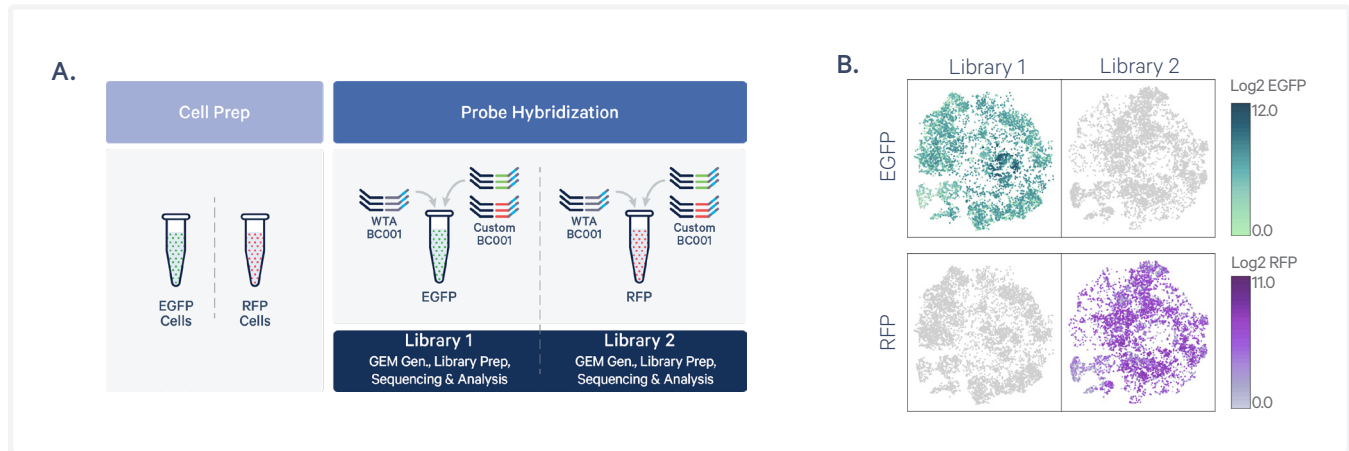 A.
Cell Prep
Probe Hybridization
EGFP
Cells
RFP
Cells
WTA
BC001
Custom
BC001
EGFP
WTA
BC001
Custom
BC001
RFP
Library 1
GEM Gen., Library Prep,
Sequencing & Analysis
Library 2
GEM Gen., Library Prep,
Sequencing & Analysis
B.
Library 1
Library 2
EGFP
Log2 EGFP
12.0
0.0
RFP
Log2 RFP
11.0
0.0